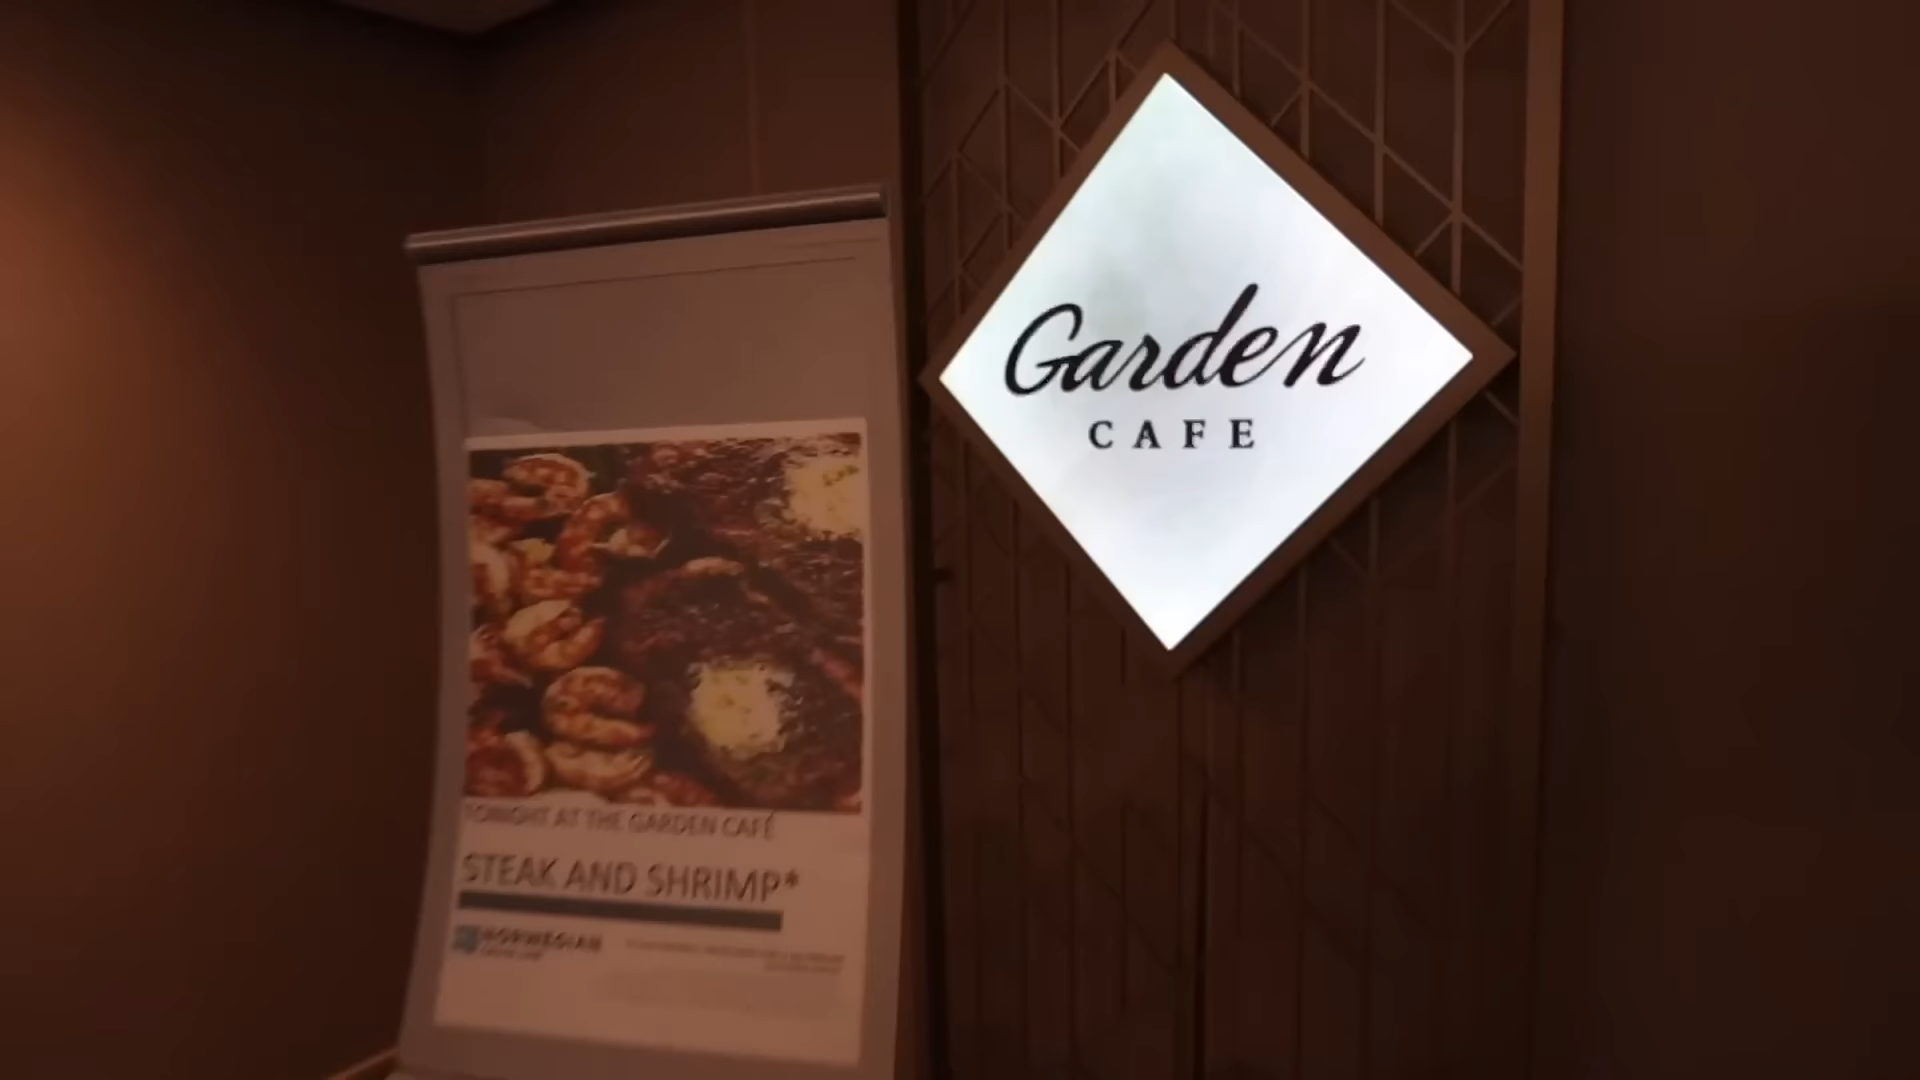 Garden
CAFE
TONIGHT AT THE GARDEN CAFÉ
STEAK AND SHRIMP*
NORWEGIAN